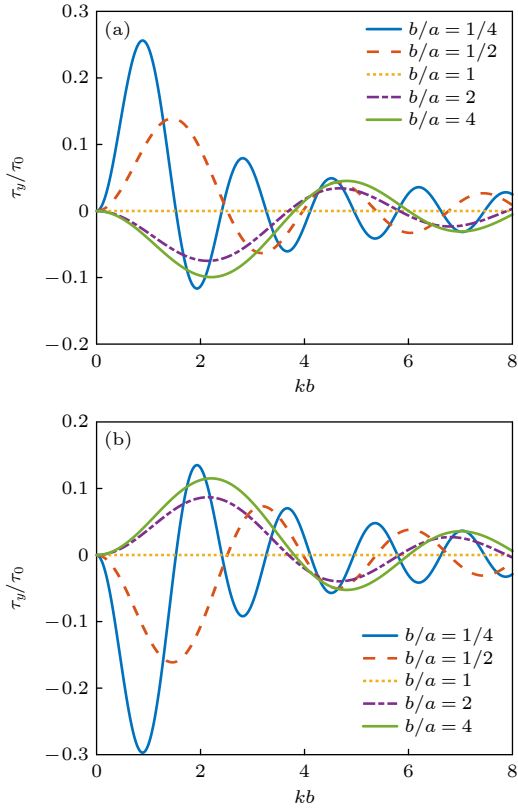 (a)
b/a = 1/4
b/a = 1/2
b/a = 1
b/a = 2
b/a = 4
0.3
0.2
0.1
0
−0.1
−0.2
τy/τ0
0 2 4 6 8
kb
(b)
0.2
0.1
0
−0.1
−0.2
−0.3
τy/τ0
b/a = 1/4
b/a = 1/2
b/a = 1
b/a = 2
b/a = 4
0 2 4 6 8
kb